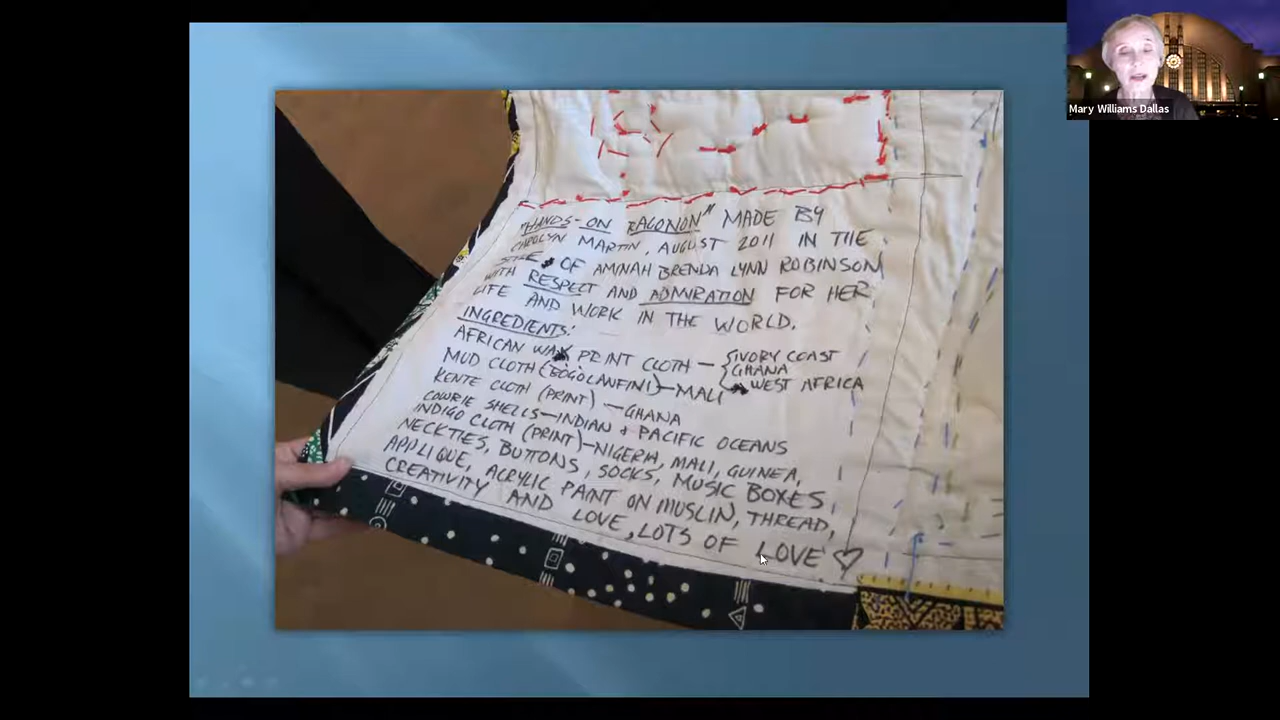 Mary Williams Dallas
"HANDS-ON RAGONON" MADE BY
CAROLYN MARTIN, AUGUST 2011 IN THE
STYLE OF AMINAH BRENDA LYNN ROBINSON
WITH RESPECT AND ADMIRATION FOR HER
LIFE AND WORK IN THE WORLD.
INGREDIENTS:
AFRICAN WAX PRINT CLOTH — { IVORY COAST
GHANA
MUD CLOTH (BOGOLANFINI) — MALI WEST AFRICA
KENTE CLOTH (PRINT) — GHANA
COWRIE SHELLS — INDIAN + PACIFIC OCEANS
INDIGO CLOTH (PRINT) — NIGERIA, MALI, GUINEA,
NECKTIES, BUTTONS, SOCKS, MUSIC BOXES
APPLIQUE, ACRYLIC PAINT ON MUSLIN, THREAD,
CREATIVITY AND LOVE, LOTS OF LOVE ♡